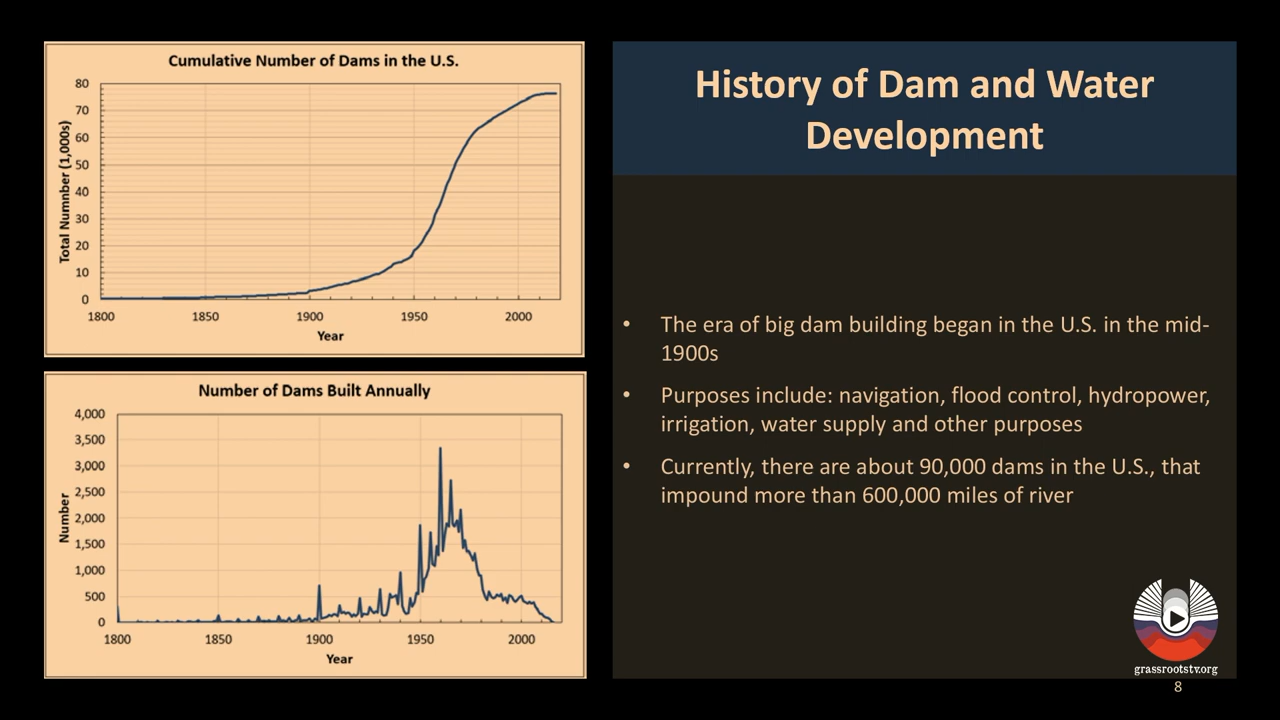 Cumulative Number of Dams in the U.S.
80
70
60
50
40
30
20
10
0
Total Numnber (1,000s)
1800 1850 1900 1950 2000
Year
Number of Dams Built Annually
4,000
3,500
3,000
2,500
2,000
1,500
1,000
500
0
Number
1800 1850 1900 1950 2000
Year
History of Dam and Water
Development
• The era of big dam building began in the U.S. in the mid-
1900s
• Purposes include: navigation, flood control, hydropower,
irrigation, water supply and other purposes
• Currently, there are about 90,000 dams in the U.S., that
impound more than 600,000 miles of river
grassrootstv.org
8